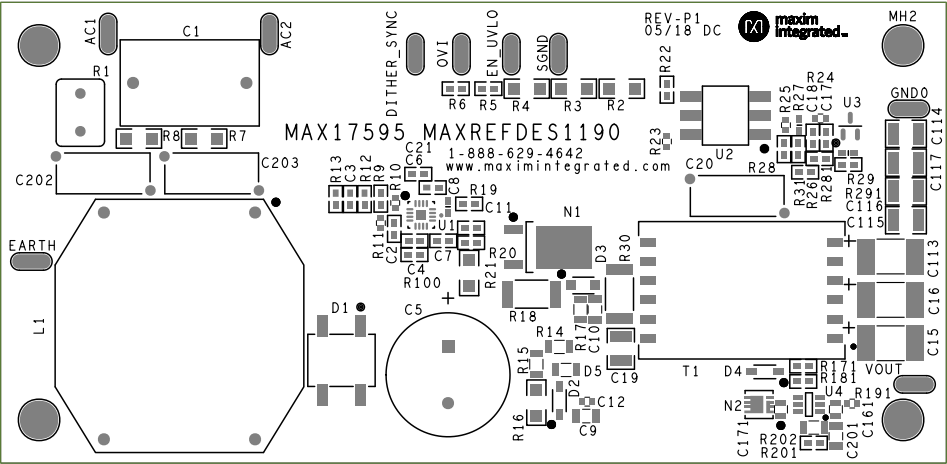 AC1
C1
AC2
DITHER_SYNC
OVI
EN_UVLO
SGND
REV-P1
05/18 DC
maxim
integrated™
MH2
R1
R22
R24
R25
R27
C18
C17
U3
GND0
C114
R6
R5
R4
R3
R2
R8
R7
MAX17595 MAXREFDES1190
R23
U2
1-888-629-4642
www.maximintegrated.com
C117
C202
C203
R13
C3
R12
R9
R10
C21
C6
C8
R19
C20
R28
R31
R26
R281
R29
R291
C116
C115
EARTH
R11
C2
U1
C11
N1
C4
C7
R100
R20
R21
D3
R30
C113
L1
D1
C5
R18
R17
C10
C16
R14
R15
D5
C19
T1
D4
R171
R181
VOUT
C15
D2
C12
C9
R16
N2
C171
U4
R191
C161
C201
R202
R201